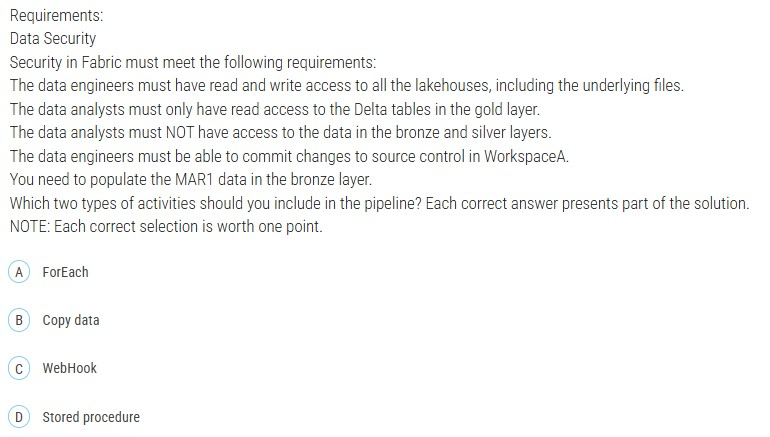 Requirements:
Data Security
Security in Fabric must meet the following requirements:
The data engineers must have read and write access to all the lakehouses, including the underlying files.
The data analysts must only have read access to the Delta tables in the gold layer.
The data analysts must NOT have access to the data in the bronze and silver layers.
The data engineers must be able to commit changes to source control in WorkspaceA.
You need to populate the MAR1 data in the bronze layer.
Which two types of activities should you include in the pipeline? Each correct answer presents part of the solution.
NOTE: Each correct selection is worth one point.
A ForEach
B Copy data
C WebHook
D Stored procedure